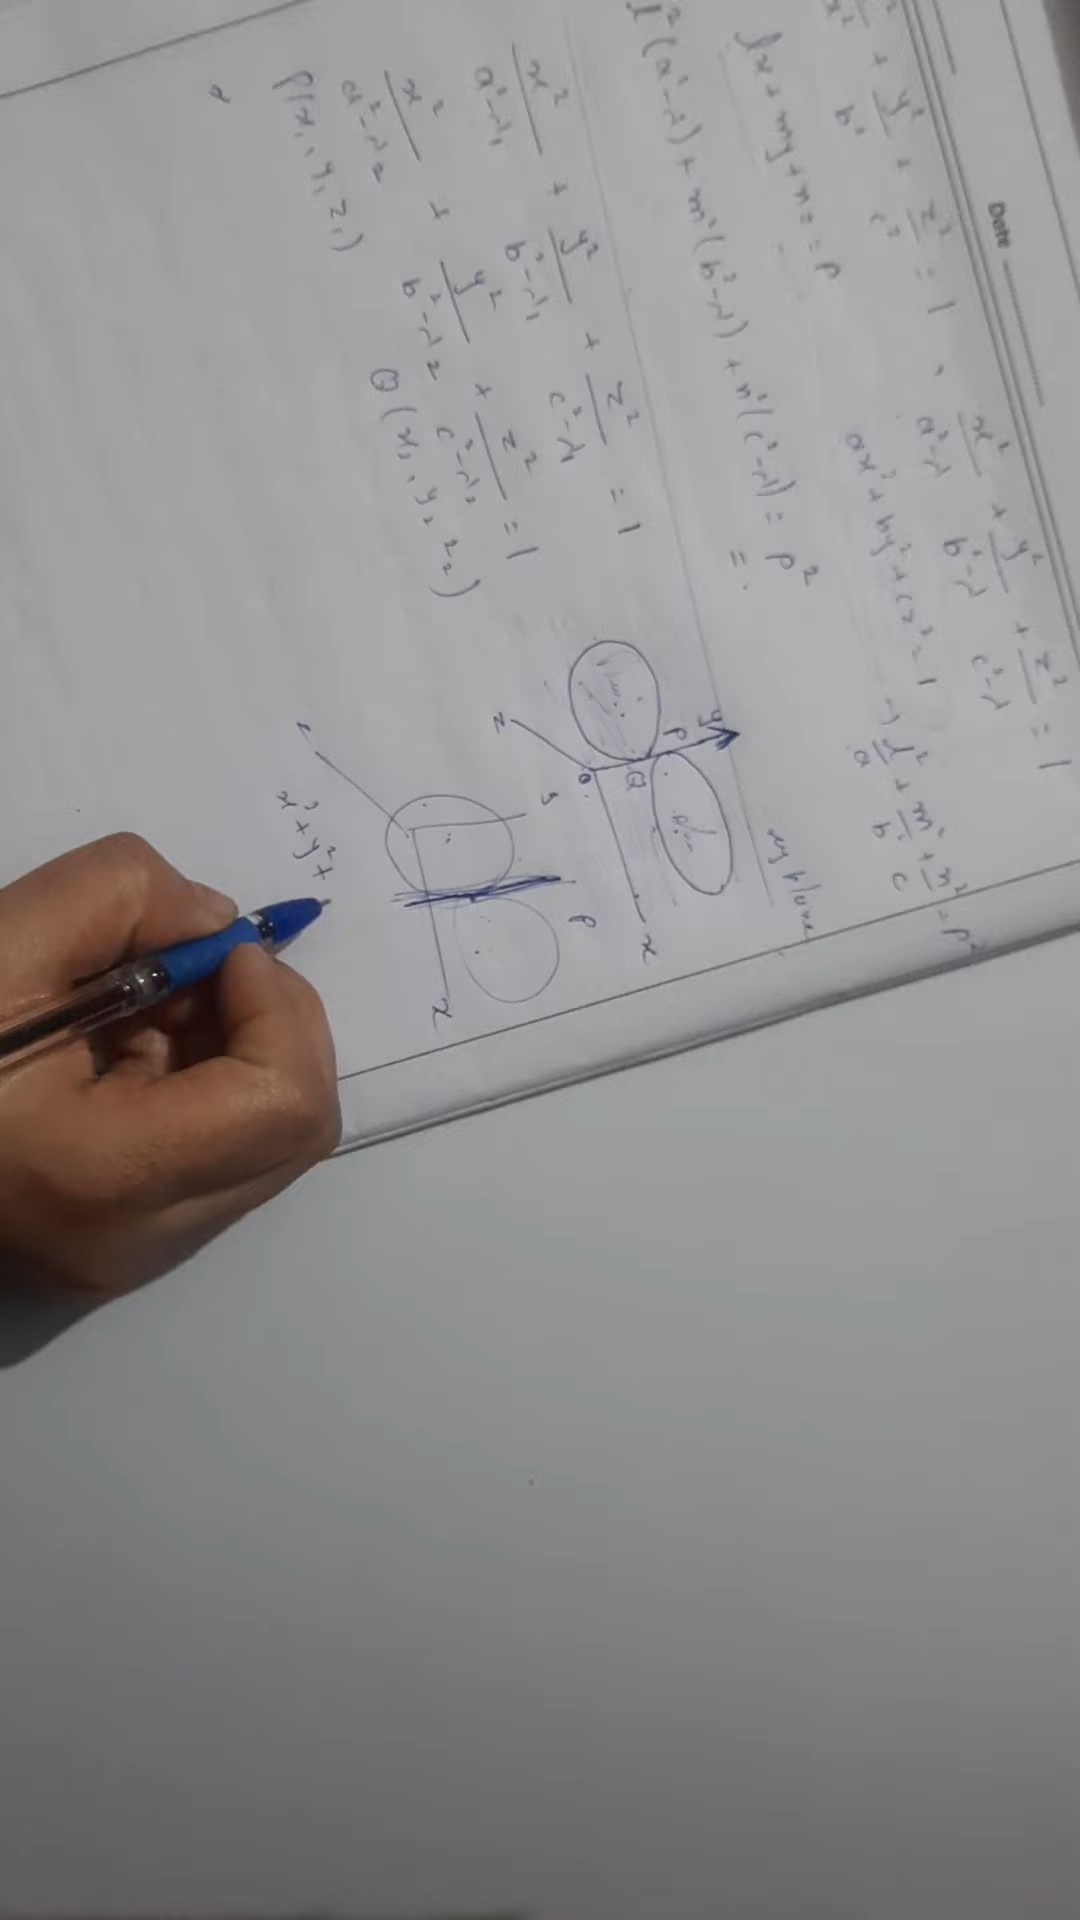 Date
x²/a² + y²/b² + z²/c² = 1 , x²/a²-λ + y²/b²-λ + z²/c²-λ = 1
ax² + by² + cz² = 1 → l²/a + m²/b + n²/c = p²
lx + my + n = = p
l²(a²-λ) + m²(b²-λ) + n²(c²-λ) = p²
= .
x²/a²-λ₁ + y²/b²-λ₁ + z²/c²-λ₁ = 1
x²/a²-λ₂ + y²/b²-λ₂ + z²/c²-λ₂ = 1
P(x₁, y₁ z₁) Q(x₂, y₂ z₂)
xy plane
y
P
Q
O
x
z
y
P
x
x² + y² +